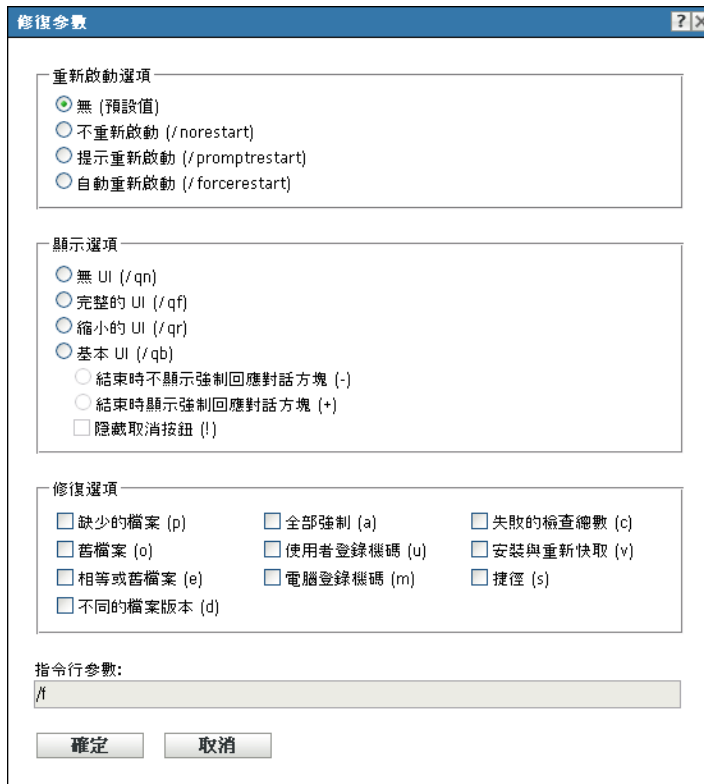 修復參數
重新啟動選項
無 (預設值)
不重新啟動 (/norestart)
提示重新啟動 (/promptrestart)
自動重新啟動 (/forcerestart)
顯示選項
無 UI (/qn)
完整的 UI (/qf)
縮小的 UI (/qr)
基本 UI (/qb)
結束時不顯示強制回應對話方塊 (-)
結束時顯示強制回應對話方塊 (+)
隱藏取消按鈕 (!)
修復選項
缺少的檔案 (p) 全部強制 (a) 失敗的檢查總數 (c)
舊檔案 (o) 使用者登錄機碼 (u) 安裝與重新快取 (v)
相等或舊檔案 (e) 電腦登錄機碼 (m) 捷徑 (s)
不同的檔案版本 (d)
指令行參數:
/f
確定 取消